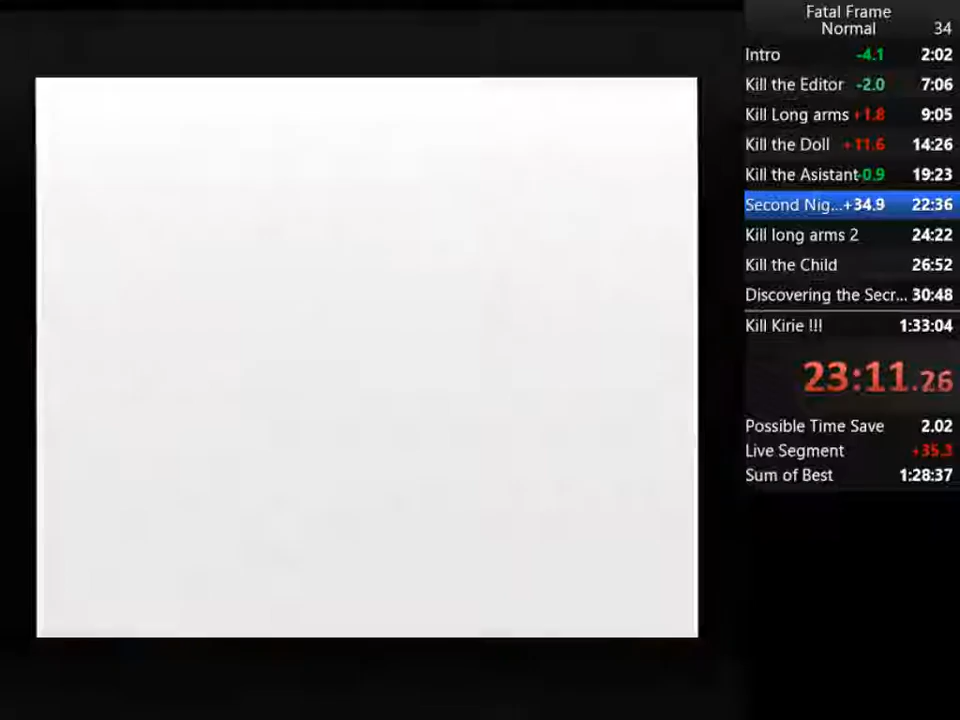 Fatal Frame
Normal 34
Intro -4.1 2:02
Kill the Editor -2.0 7:06
Kill Long arms +1.8 9:05
Kill the Doll +11.6 14:26
Kill the Asistant -0.9 19:23
Second Nig...+34.9 22:36
Kill long arms 2 24:22
Kill the Child 26:52
Discovering the Secr... 30:48
Kill Kirie !!! 1:33:04
23:11.26
Possible Time Save 2.02
Live Segment +35.3
Sum of Best 1:28:37